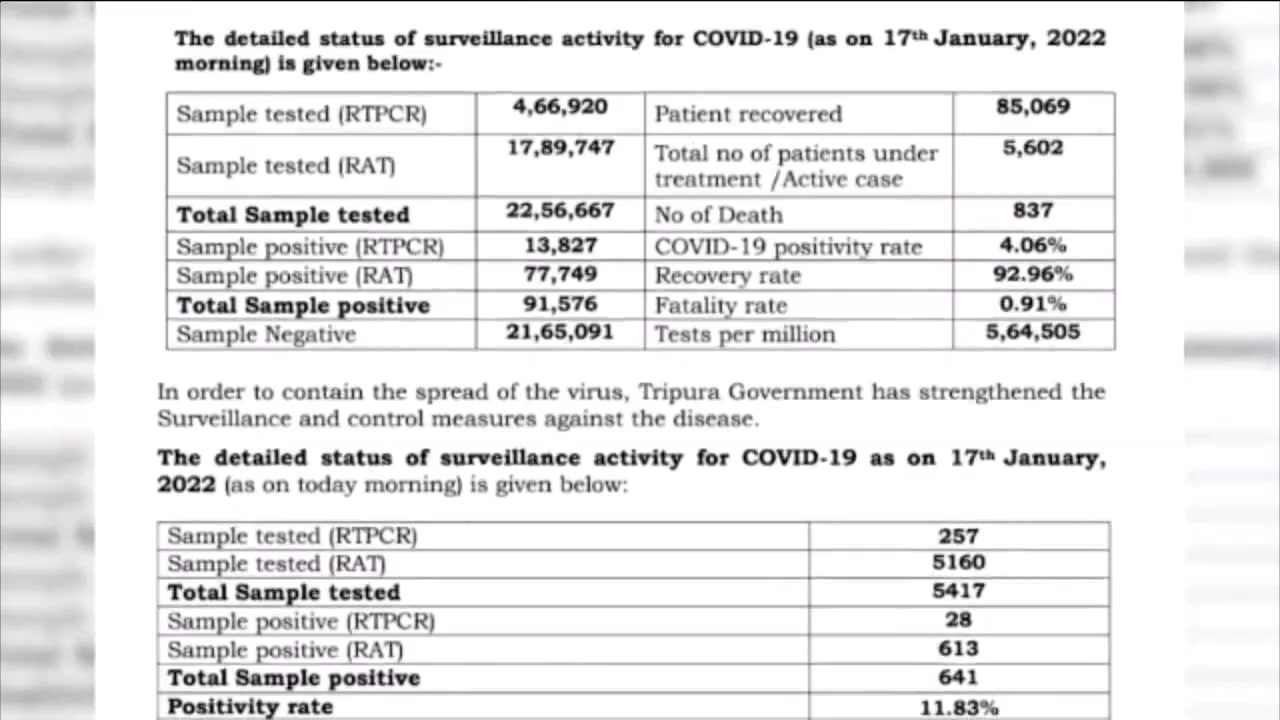 The detailed status of surveillance activity for COVID-19 (as on 17th January, 2022
morning) is given below:-
Sample tested (RTPCR) 4,66,920 Patient recovered 85,069
Sample tested (RAT) 17,89,747 Total no of patients under
treatment /Active case 5,602
Total Sample tested 22,56,667 No of Death 837
Sample positive (RTPCR) 13,827 COVID-19 positivity rate 4.06%
Sample positive (RAT) 77,749 Recovery rate 92.96%
Total Sample positive 91,576 Fatality rate 0.91%
Sample Negative 21,65,091 Tests per million 5,64,505
In order to contain the spread of the virus, Tripura Government has strengthened the
Surveillance and control measures against the disease.
The detailed status of surveillance activity for COVID-19 as on 17th January,
2022 (as on today morning) is given below:
Sample tested (RTPCR) 257
Sample tested (RAT) 5160
Total Sample tested 5417
Sample positive (RTPCR) 28
Sample positive (RAT) 613
Total Sample positive 641
Positivity rate 11.83%